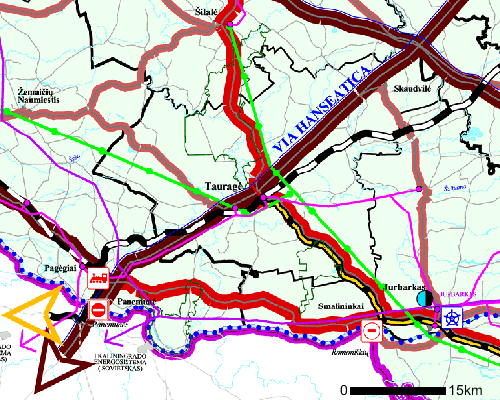 Šilalė
Žemaičių
Naumiestis
Skaudvilė
VIA HANSEATICA
Tauragė
Pagėgiai
Panemunė
Jurbarkas
Smalininkai
I KALININGRADO
ENERGOSISTEMA
( SOVIETSKAS)
0
15km